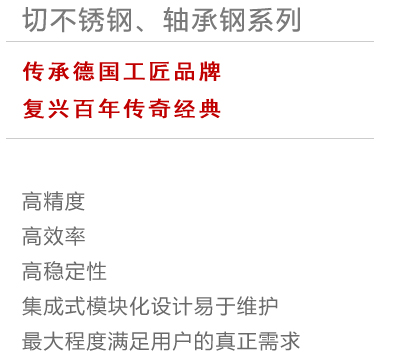 切不锈钢、轴承钢系列
传承德国工匠品牌
复兴百年传奇经典
高精度
高效率
高稳定性
集成式模块化设计易于维护
最大程度满足用户的真正需求